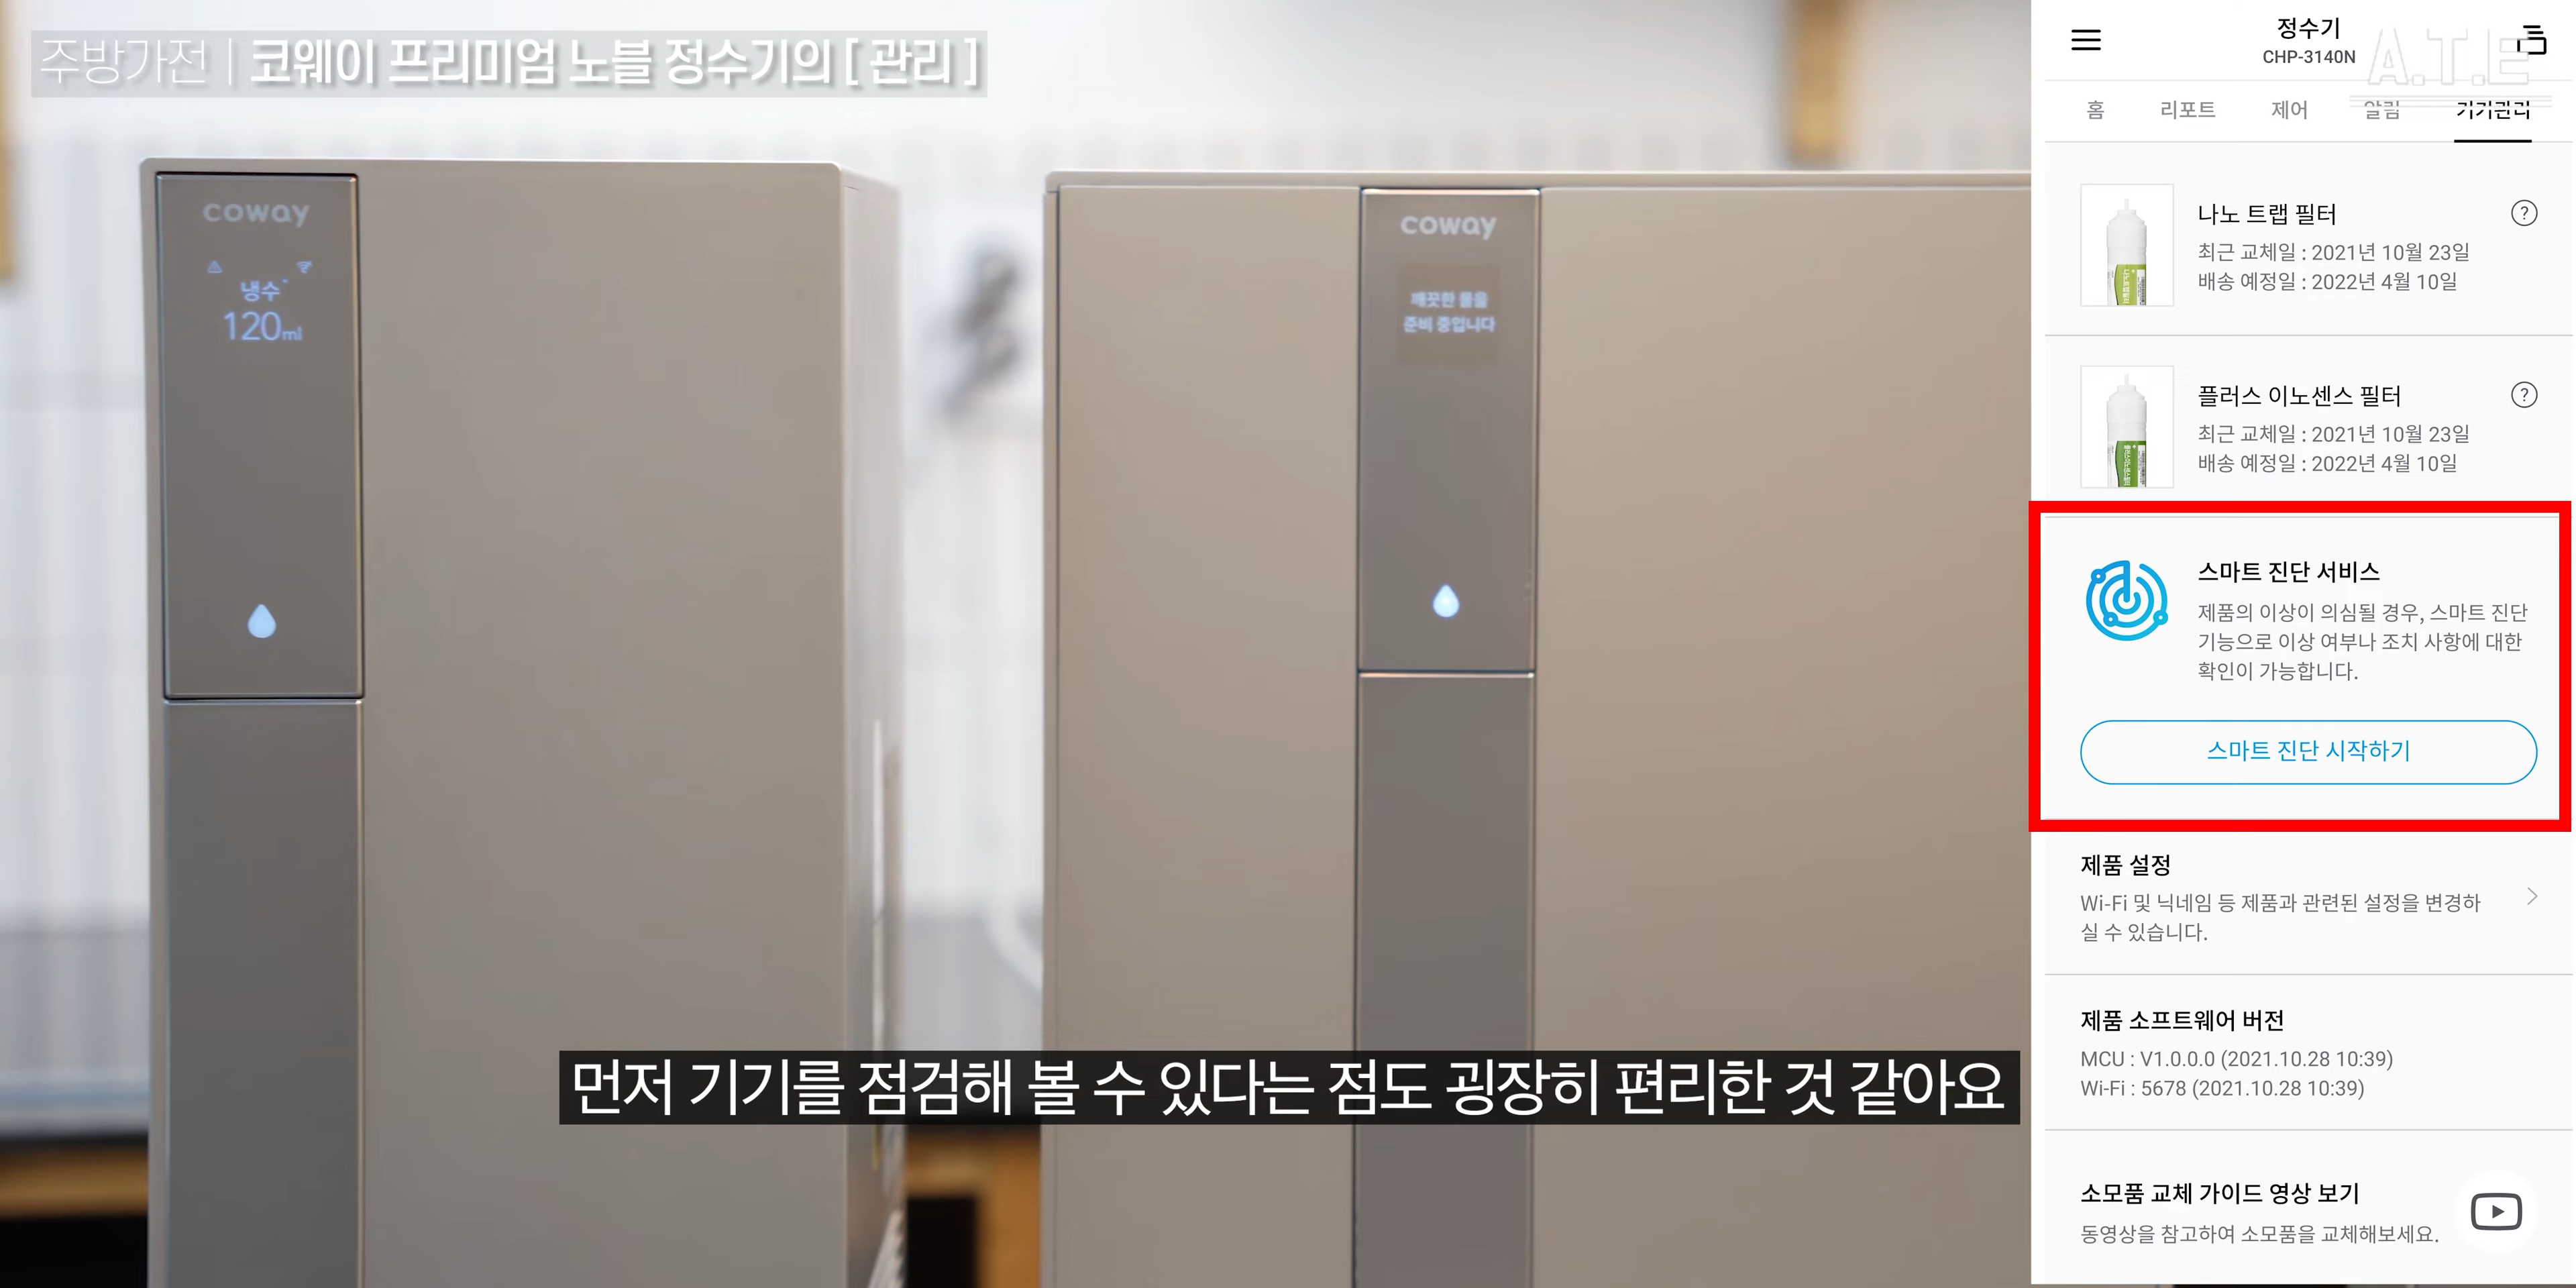 주방가전 | 코웨이 프리미엄 노블 정수기의 [ 관리 ]
coway
냉수
120ml
coway
깨끗한 물을
준비 중입니다
먼저 기기를 점검해 볼 수 있다는 점도 굉장히 편리한 것 같아요
정수기
CHP-3140N
A.T.E
홈 리포트 제어 알림 기기관리
나노 트랩 필터
최근 교체일 : 2021년 10월 23일
배송 예정일 : 2022년 4월 10일
플러스 이노센스 필터
최근 교체일 : 2021년 10월 23일
배송 예정일 : 2022년 4월 10일
스마트 진단 서비스
제품의 이상이 의심될 경우, 스마트 진단
기능으로 이상 여부나 조치 사항에 대한
확인이 가능합니다.
스마트 진단 시작하기
제품 설정
Wi-Fi 및 닉네임 등 제품과 관련된 설정을 변경하
실 수 있습니다.
제품 소프트웨어 버전
MCU : V1.0.0.0 (2021.10.28 10:39)
Wi-Fi : 5678 (2021.10.28 10:39)
소모품 교체 가이드 영상 보기
동영상을 참고하여 소모품을 교체해보세요.